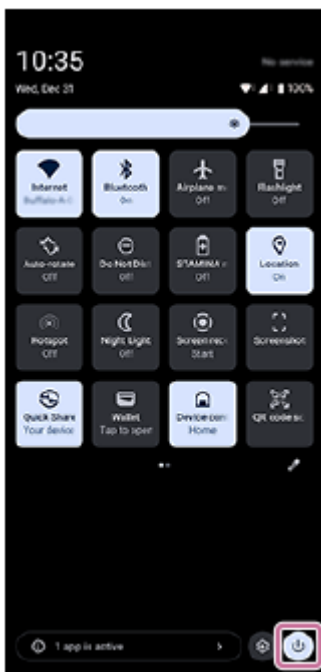 10:35
No service
Wed, Dec 31
100%
Internet
Bluetooth
On
Airplane m
Off
Flashlight
Off
Auto-rotate
Off
Do Not Dist
Off
STAMINA
Off
Location
On
Hotspot
Off
Night Light
Off
Screen rec
Start
Screenshot
Quick Share
Your device
Wallet
Tap to open
Device con
Home
QR code sc
1 app is active